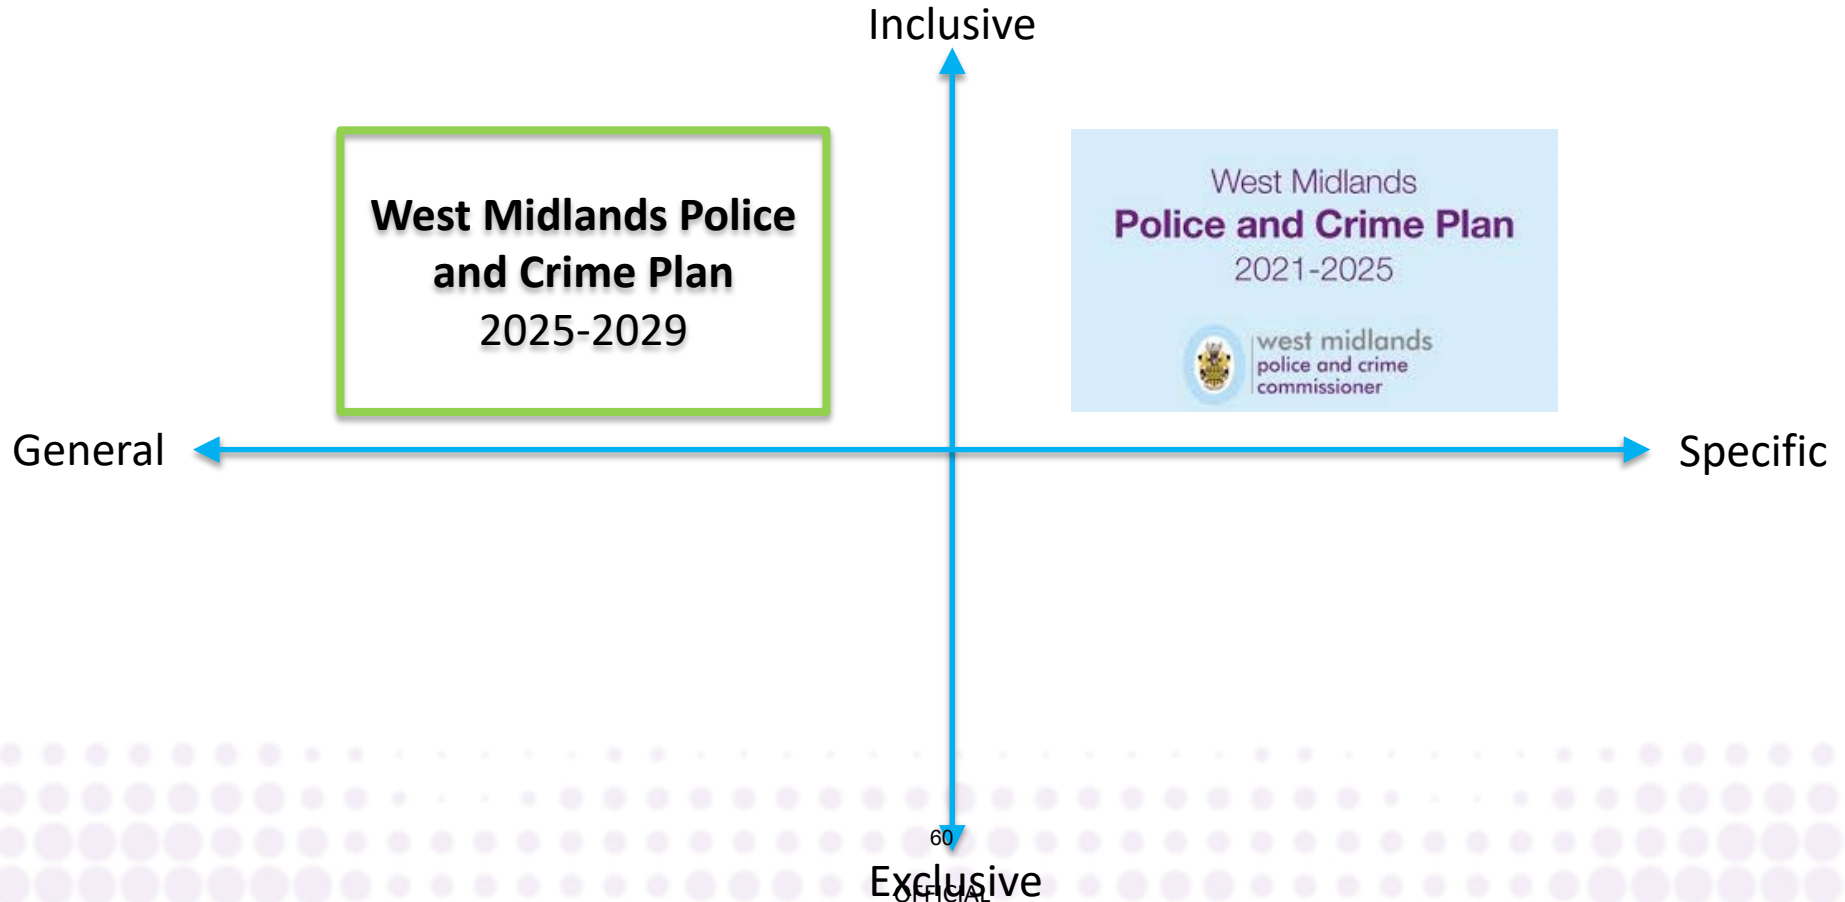 Inclusive
West Midlands Police
and Crime Plan
2025-2029
West Midlands
Police and Crime Plan
2021-2025
west midlands
police and crime
commissioner
General
Specific
60
Exclusive
OFFICIAL